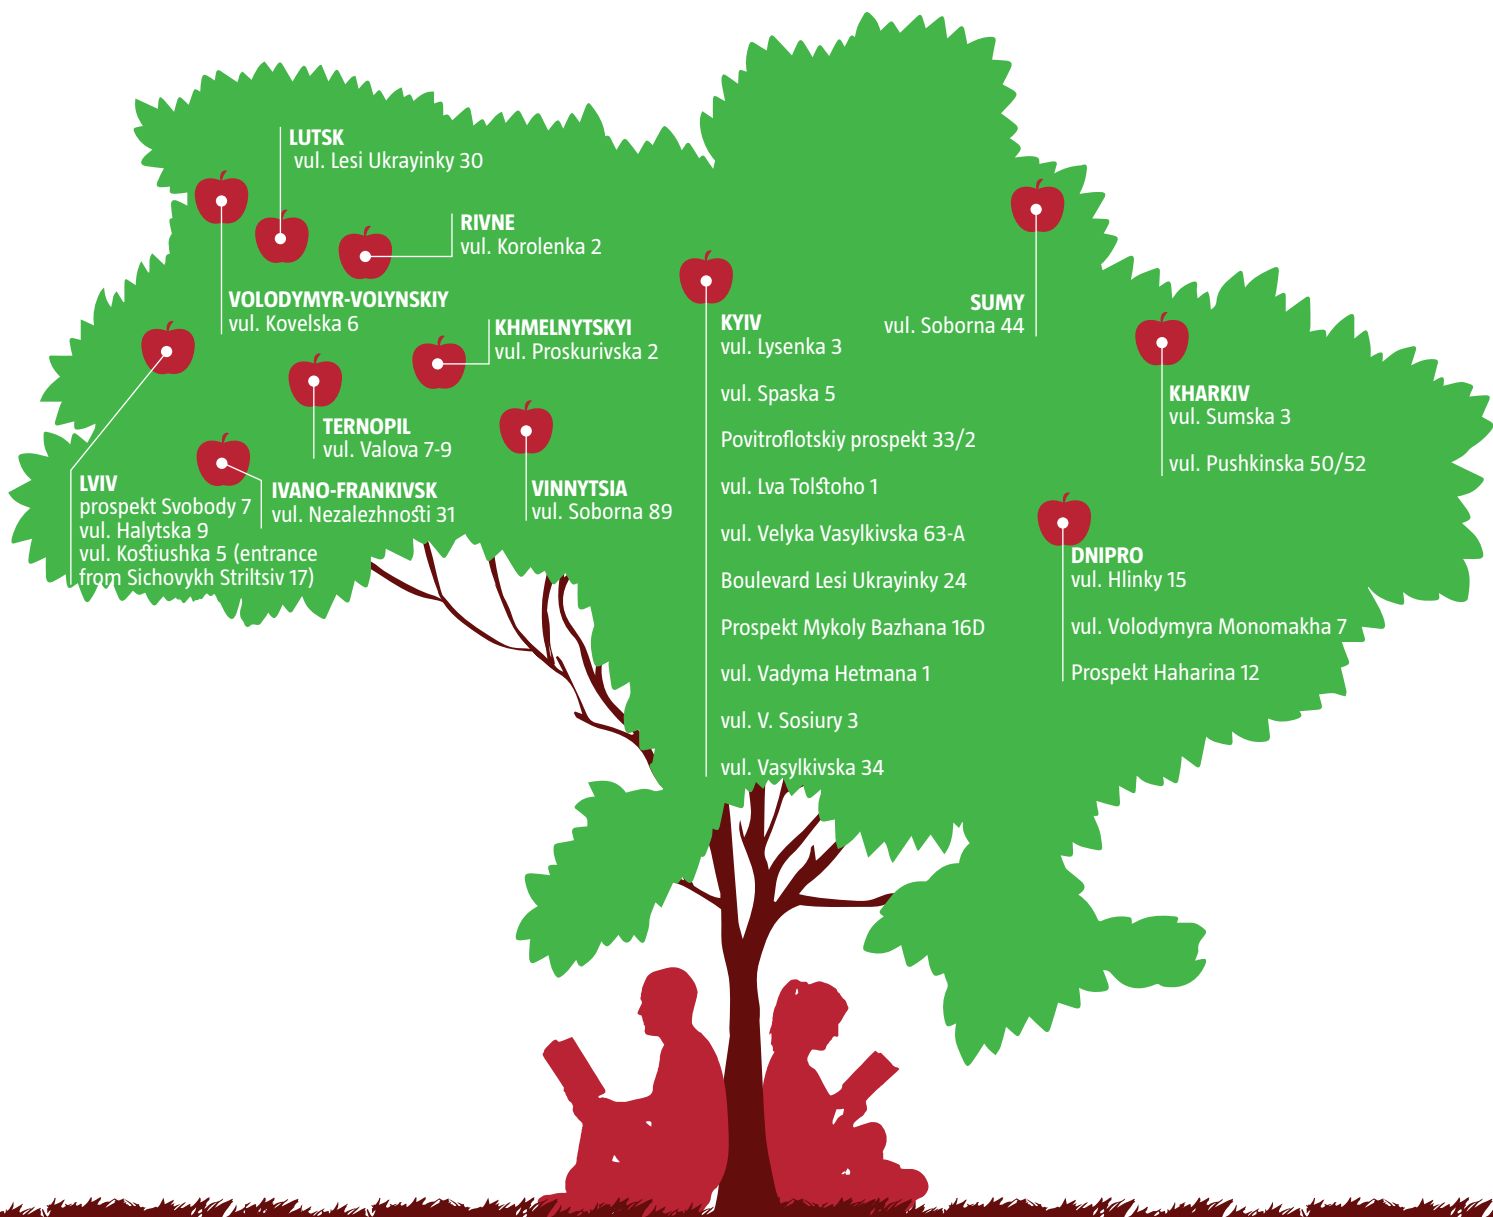 LUTSK
vul. Lesi Ukrayinky 30
RIVNE
vul. Korolenka 2
VOLODYMYR-VOLYNSKIY
vul. Kovelska 6
KHMELNYTSKYI
vul. Proskurivska 2
TERNOPIL
vul. Valova 7-9
LVIV
prospekt Svobody 7
vul. Halytska 9
vul. Kostiushka 5 (entrance
from Sichovykh Striltsiv 17)
IVANO-FRANKIVSK
vul. Nezalezhnosti 31
VINNYTSIA
vul. Soborna 89
KYIV
vul. Lysenka 3
vul. Spaska 5
Povitroflotskiy prospekt 33/2
vul. Lva Tolstoho 1
vul. Velyka Vasylkivska 63-A
Boulevard Lesi Ukrayinky 24
Prospekt Mykoly Bazhana 16D
vul. Vadyma Hetmana 1
vul. V. Sosiury 3
vul. Vasylkivska 34
SUMY
vul. Soborna 44
KHARKIV
vul. Sumska 3
vul. Pushkinska 50/52
DNIPRO
vul. Hlinky 15
vul. Volodymyra Monomakha 7
Prospekt Haharina 12